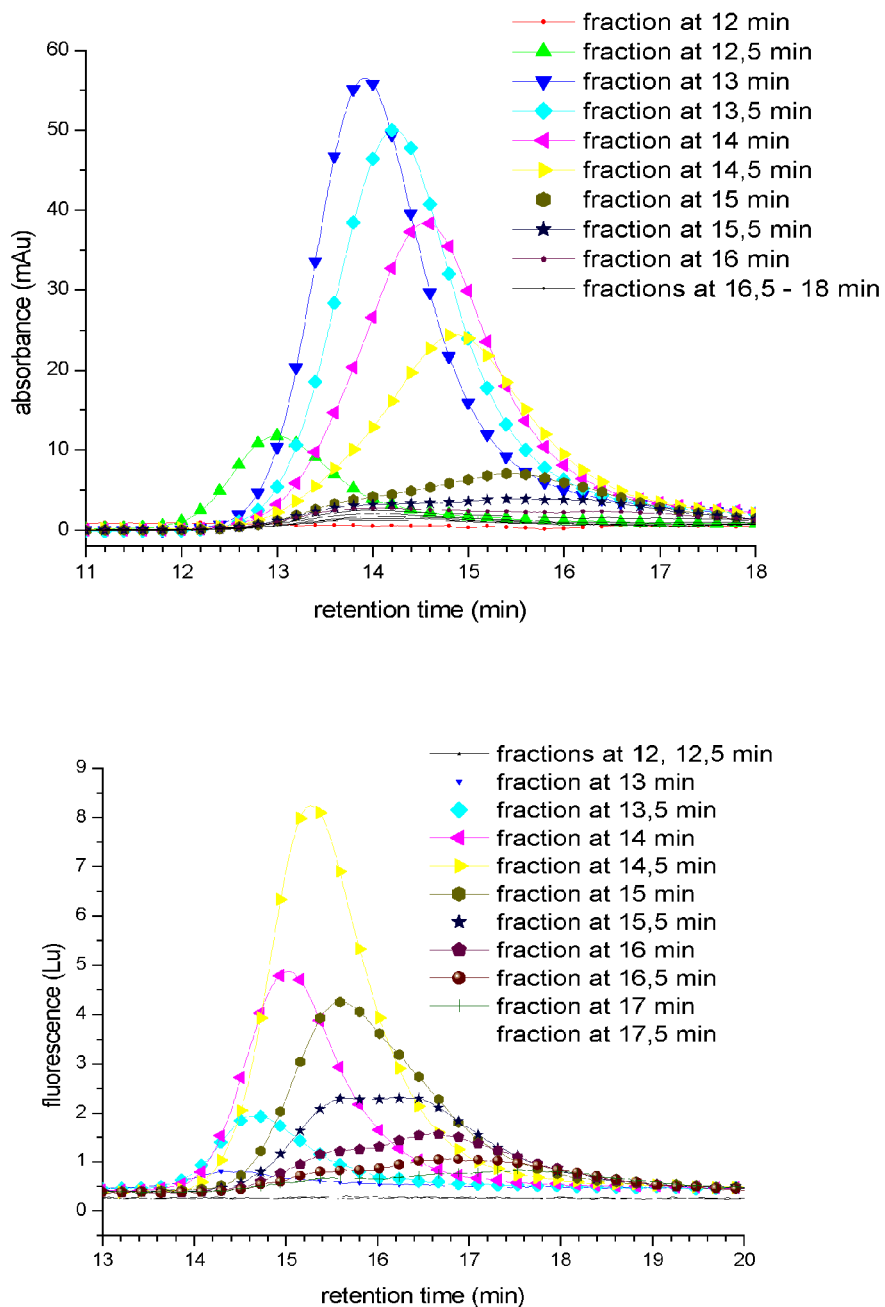 fraction at 12 min
fraction at 12,5 min
fraction at 13 min
fraction at 13,5 min
fraction at 14 min
fraction at 14,5 min
fraction at 15 min
fraction at 15,5 min
fraction at 16 min
fractions at 16,5 - 18 min
60
50
40
30
20
10
0
absorbance (mAu)
11 12 13 14 15 16 17 18
retention time (min)
fractions at 12, 12,5 min
fraction at 13 min
fraction at 13,5 min
fraction at 14 min
fraction at 14,5 min
fraction at 15 min
fraction at 15,5 min
fraction at 16 min
fraction at 16,5 min
fraction at 17 min
fraction at 17,5 min
9
8
7
6
5
4
3
2
1
0
fluorescence (Lu)
13 14 15 16 17 18 19 20
retention time (min)